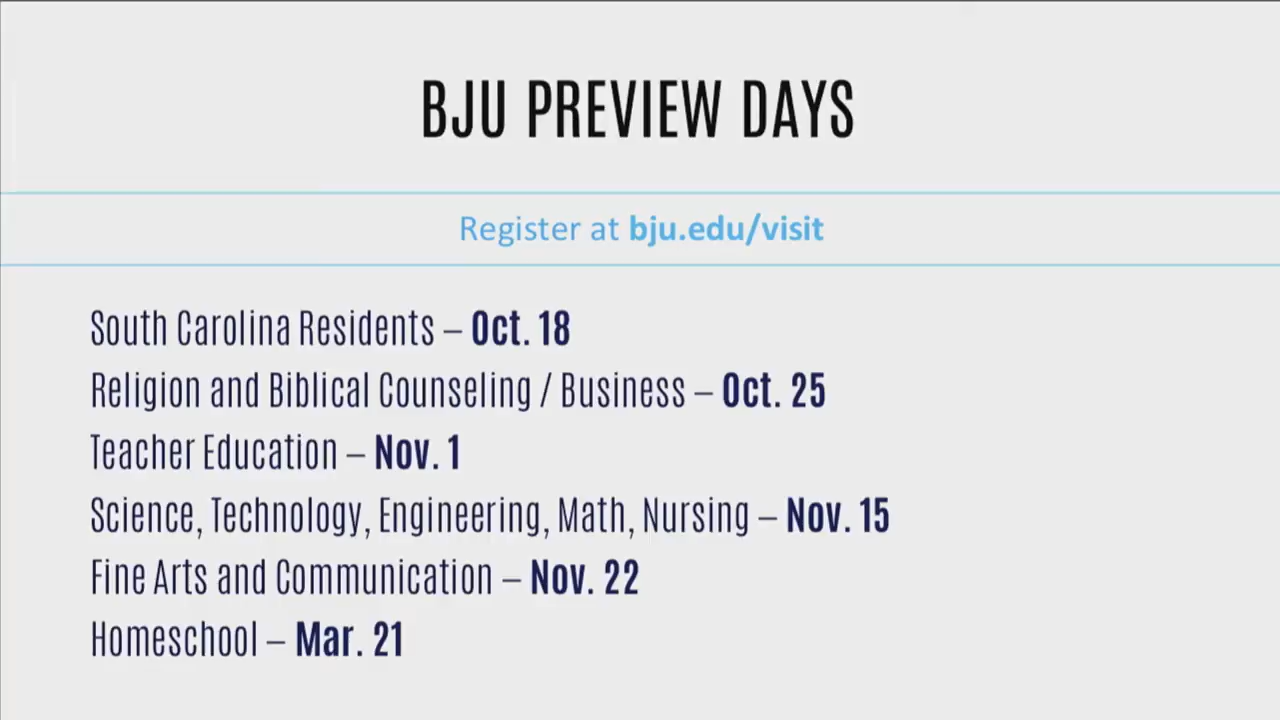 BJU PREVIEW DAYS
Register at bju.edu/visit
South Carolina Residents – Oct. 18
Religion and Biblical Counseling / Business – Oct. 25
Teacher Education – Nov. 1
Science, Technology, Engineering, Math, Nursing – Nov. 15
Fine Arts and Communication – Nov. 22
Homeschool – Mar. 21